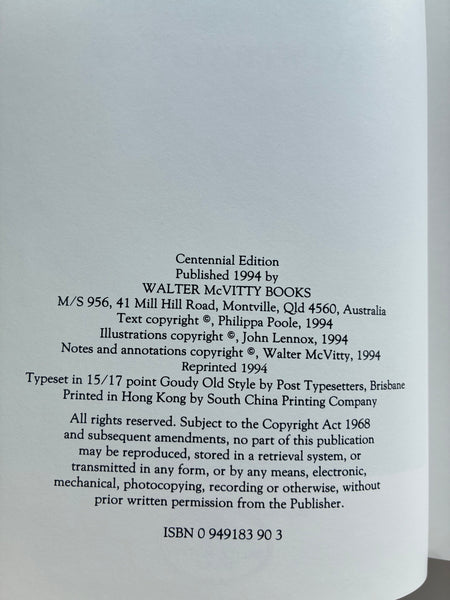 Centennial Edition
Published 1994 by
WALTER McVITTY BOOKS
M/S 956, 41 Mill Hill Road, Montville, Qld 4560, Australia
Text copyright ©, Philippa Poole, 1994
Illustrations copyright ©, John Lennox, 1994
Notes and annotations copyright ©, Walter McVitty, 1994
Reprinted 1994
Typeset in 15/17 point Goudy Old Style by Post Typesetters, Brisbane
Printed in Hong Kong by South China Printing Company
All rights reserved. Subject to the Copyright Act 1968
and subsequent amendments, no part of this publication
may be reproduced, stored in a retrieval system, or
transmitted in any form, or by any means, electronic,
mechanical, photocopying, recording or otherwise, without
prior written permission from the Publisher.
ISBN 0 949183 90 3